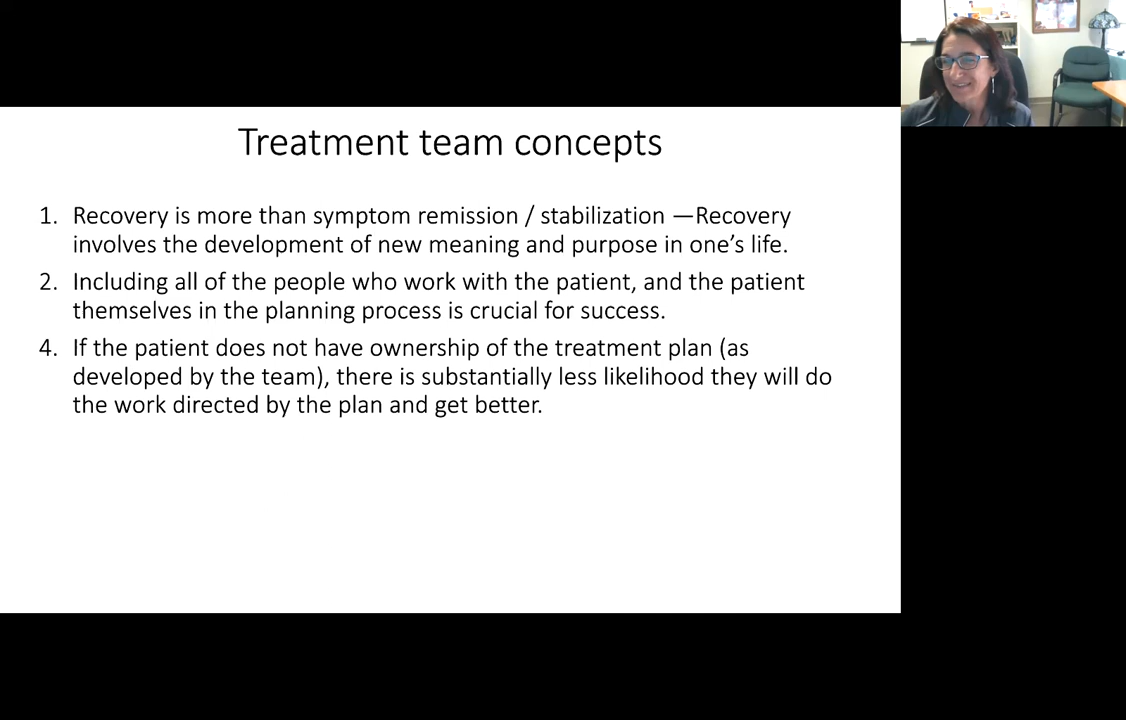 Treatment team concepts
1. Recovery is more than symptom remission / stabilization —Recovery
involves the development of new meaning and purpose in one’s life.
2. Including all of the people who work with the patient, and the patient
themselves in the planning process is crucial for success.
4. If the patient does not have ownership of the treatment plan (as
developed by the team), there is substantially less likelihood they will do
the work directed by the plan and get better.